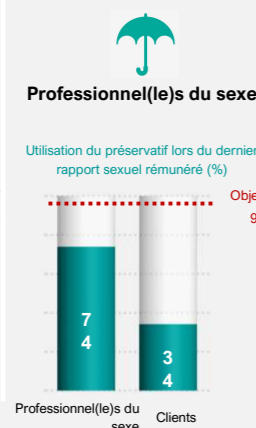 Professionnel(le)s du sexe
Utilisation du préservatif lors du dernier
rapport sexuel rémunéré (%)
Obje
9
7
4
3
4
Professionnel(le)s du
sexe
Clients